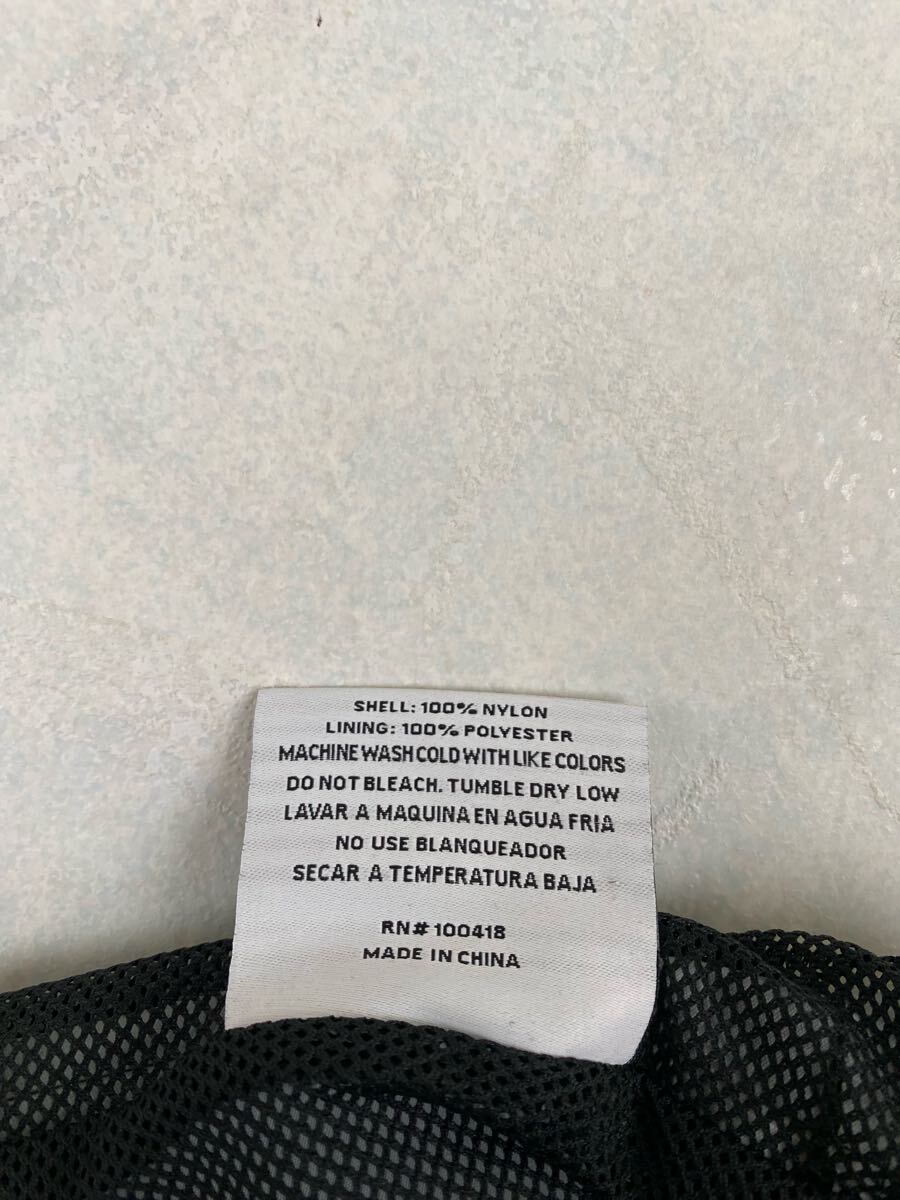 SHELL: 100% NYLON
LINING: 100% POLYESTER
MACHINE WASH COLD WITH LIKE COLORS
DO NOT BLEACH. TUMBLE DRY LOW
LAVAR A MAQUINA EN AGUA FRIA
NO USE BLANQUEADOR
SECAR A TEMPERATURA BAJA
RN# 100418
MADE IN CHINA